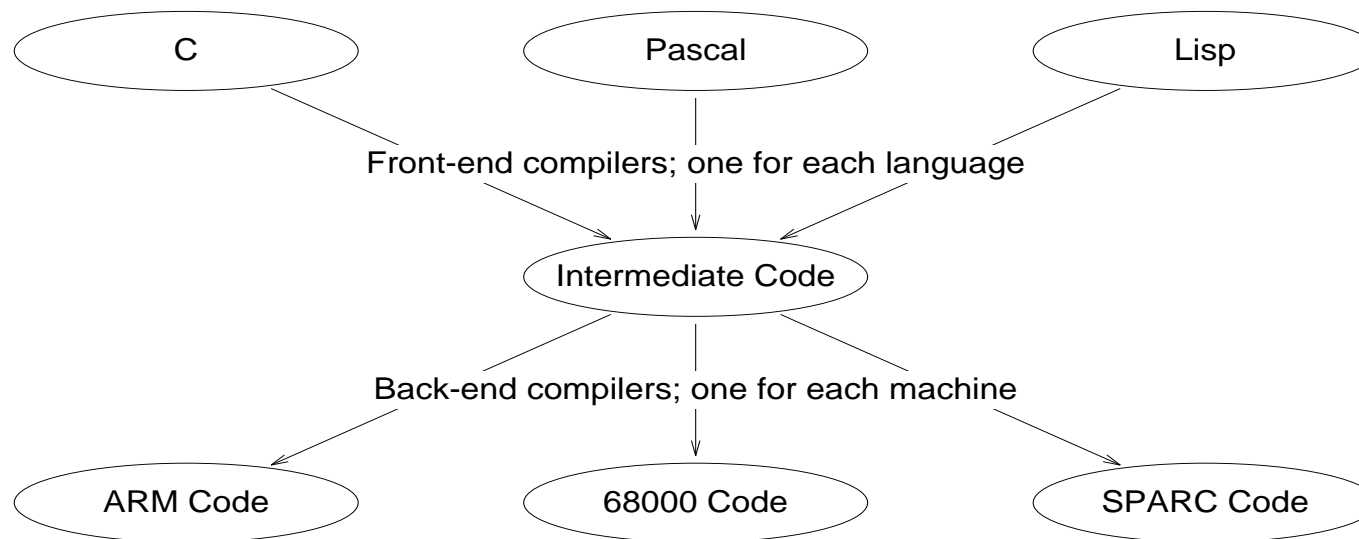 C
Pascal
Lisp
Front-end compilers; one for each language
Intermediate Code
Back-end compilers; one for each machine
ARM Code
68000 Code
SPARC Code